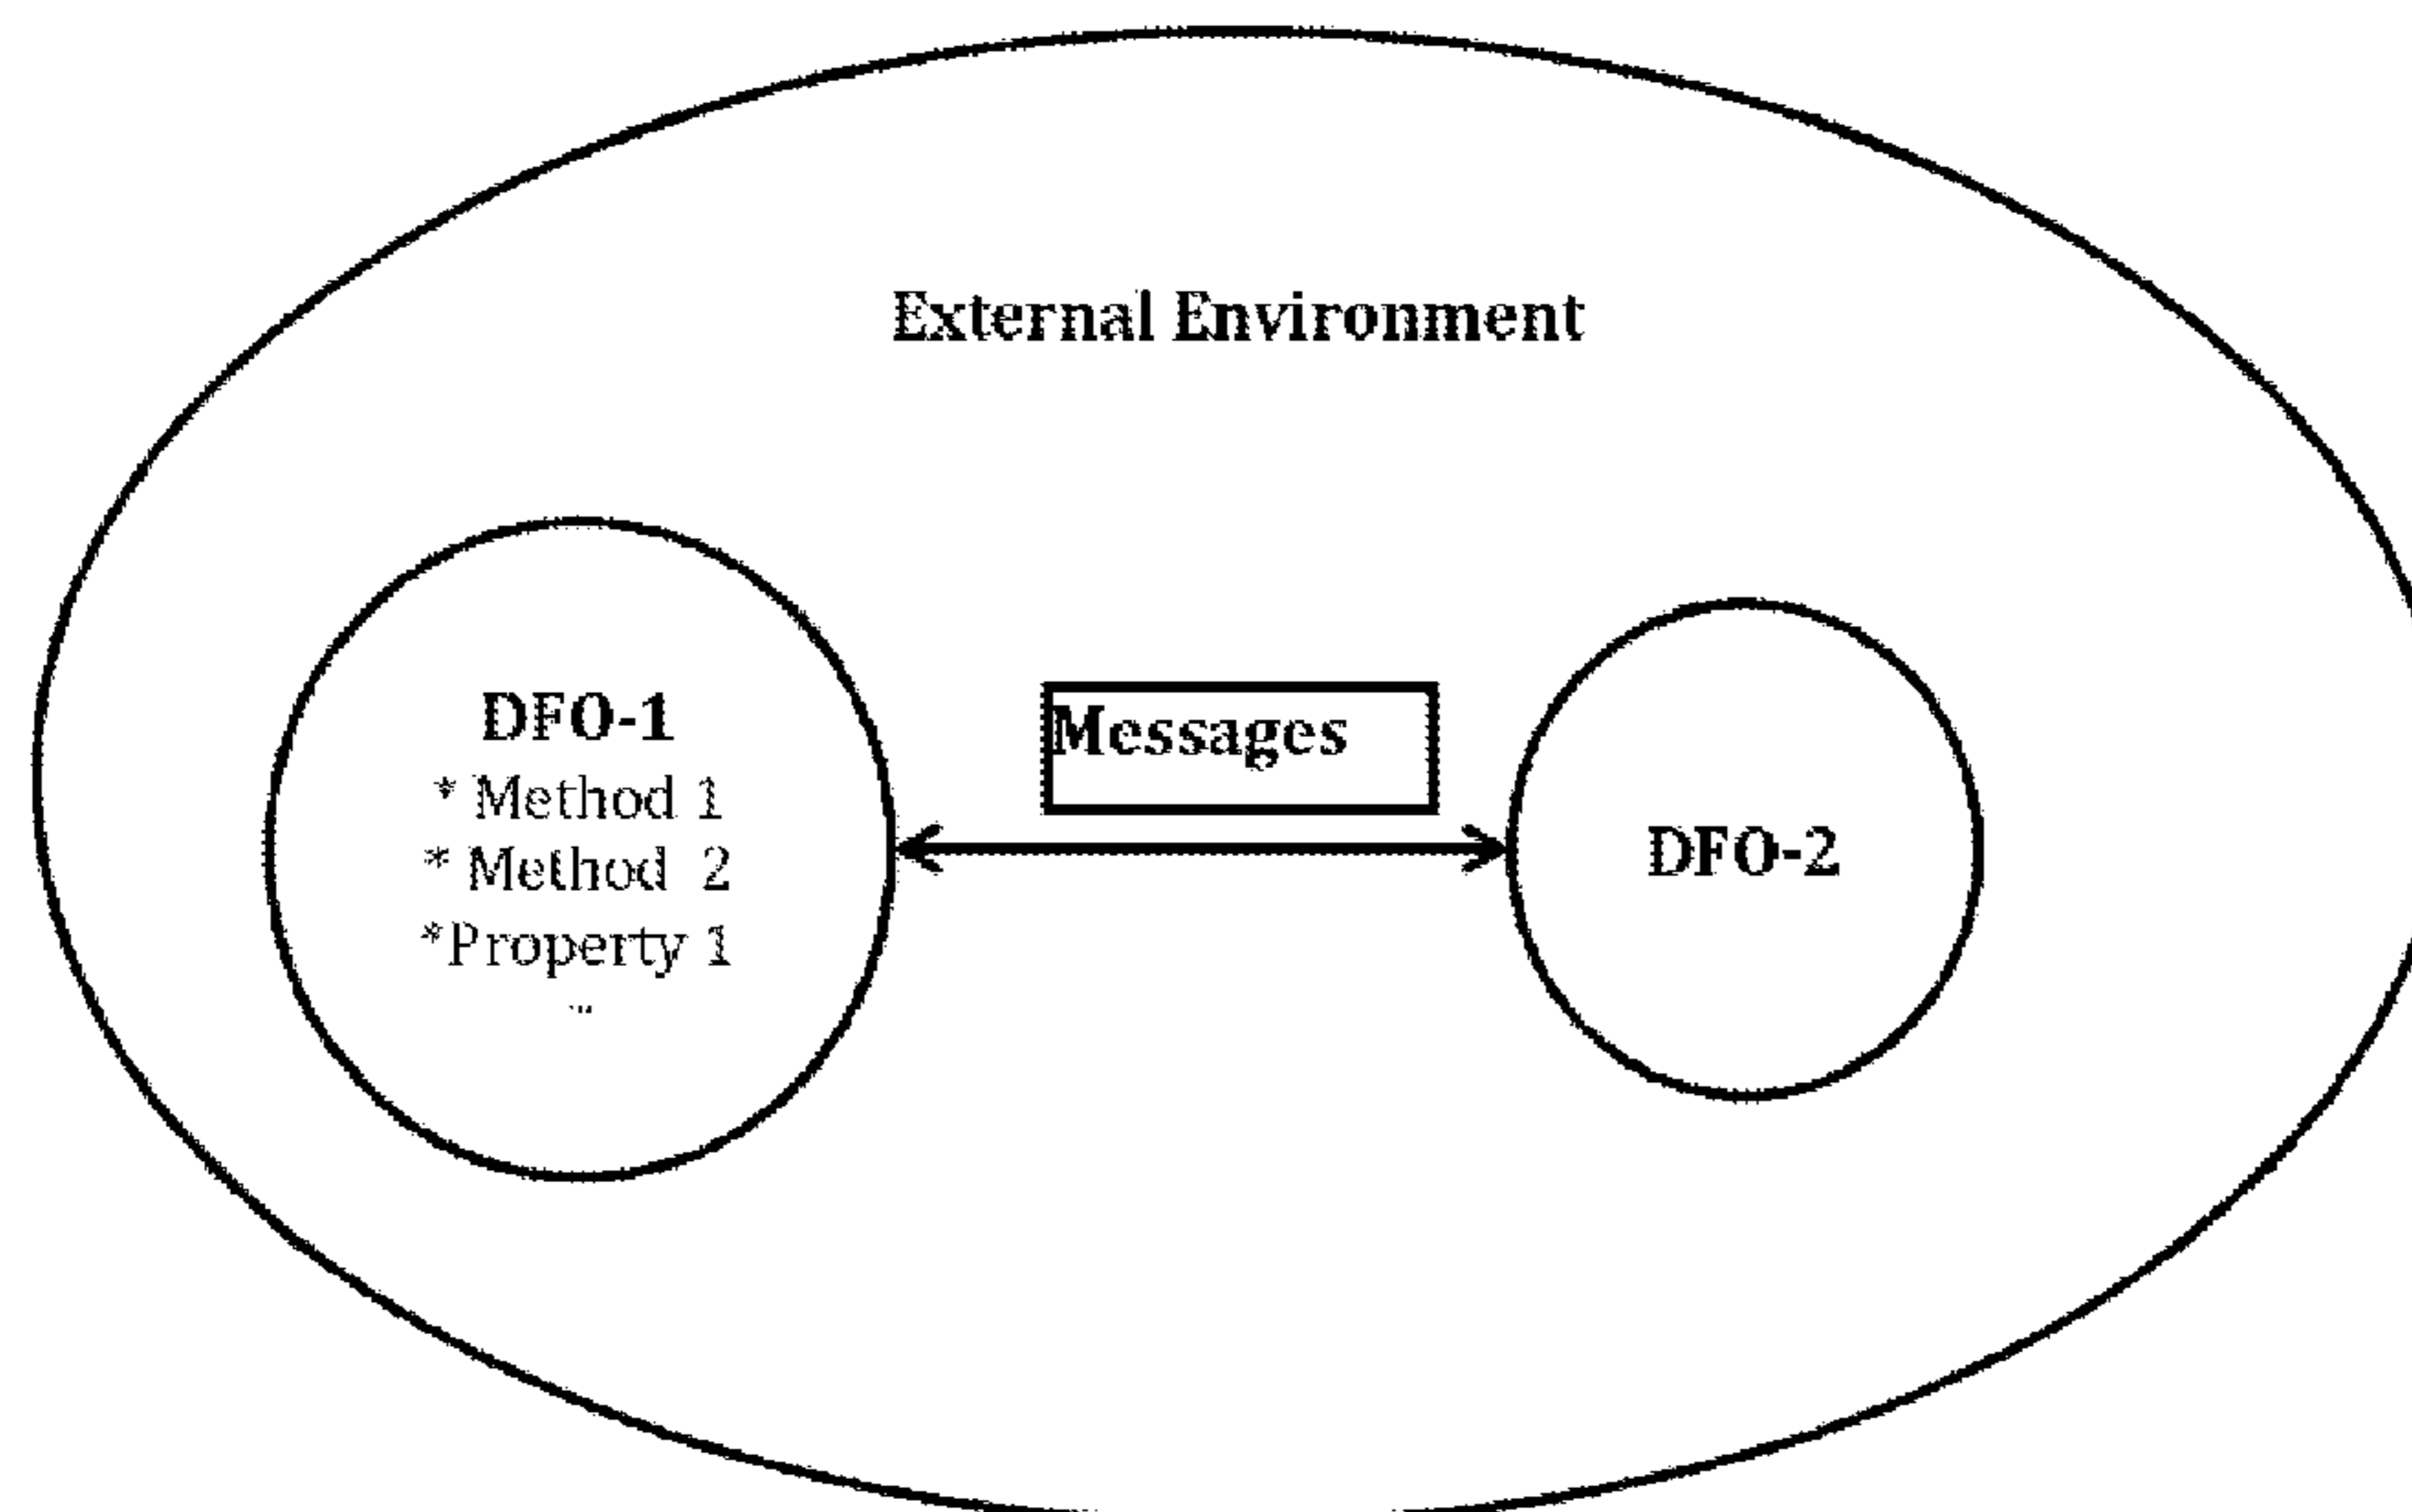 External Environment
DFO-1
* Method 1
* Method 2
*Property 1
...
Messages
DFO-2